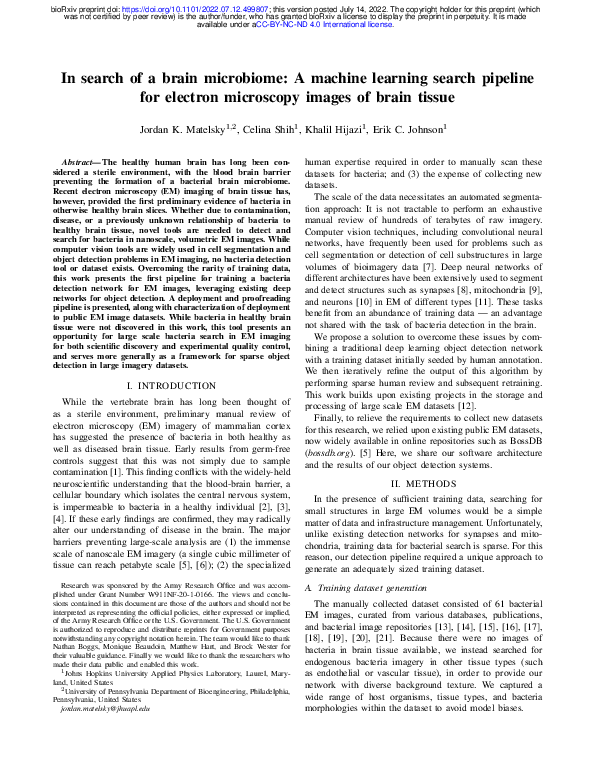 bioRxiv preprint doi: https://doi.org/10.1101/2022.07.12.499807; this version posted July 14, 2022. The copyright holder for this preprint (which
was not certified by peer review) is the author/funder, who has granted bioRxiv a license to display the preprint in perpetuity. It is made
available under aCC-BY-NC-ND 4.0 International license.
In search of a brain microbiome: A machine learning search pipeline
for electron microscopy images of brain tissue
Jordan K. Matelsky1,2, Celina Shih1, Khalil Hijazi1, Erik C. Johnson1
Abstract—The healthy human brain has long been con-
sidered a sterile environment, with the blood brain barrier
preventing the formation of a bacterial brain microbiome.
Recent electron microscopy (EM) imaging of brain tissue has,
however, provided the first preliminary evidence of bacteria in
otherwise healthy brain slices. Whether due to contamination,
disease, or a previously unknown relationship of bacteria to
healthy brain tissue, novel tools are needed to detect and
search for bacteria in nanoscale, volumetric EM images. While
computer vision tools are widely used in cell segmentation and
object detection problems in EM imaging, no bacteria detection
tool or dataset exists. Overcoming the rarity of training data,
this work presents the first pipeline for training a bacteria
detection network for EM images, leveraging existing deep
networks for object detection. A deployment and proofreading
pipeline is presented, along with characterization of deployment
to public EM image datasets. While bacteria in healthy brain
tissue were not discovered in this work, this tool presents an
opportunity for large scale bacteria search in EM imaging
for both scientific discovery and experimental quality control,
and serves more generally as a framework for sparse object
detection in large imagery datasets.
I. INTRODUCTION
While the vertebrate brain has long been thought of
as a sterile environment, preliminary manual review of
electron microscopy (EM) imagery of mammalian cortex
has suggested the presence of bacteria in both healthy as
well as diseased brain tissue. Early results from germ-free
controls suggest that this was not simply due to sample
contamination [1]. This finding conflicts with the widely-held
neuroscientific understanding that the blood-brain barrier, a
cellular boundary which isolates the central nervous system,
is impermeable to bacteria in a healthy individual [2], [3],
[4]. If these early findings are confirmed, they may radically
alter our understanding of disease in the brain. The major
barriers preventing large-scale analysis are (1) the immense
scale of nanoscale EM imagery (a single cubic millimeter of
tissue can reach petabyte scale [5], [6]); (2) the specialized
Research was sponsored by the Army Research Office and was accom-
plished under Grant Number W911NF-20-1-0166. The views and conclu-
sions contained in this document are those of the authors and should not be
interpreted as representing the official policies, either expressed or implied,
of the Army Research Office or the U.S. Government. The U.S. Government
is authorized to reproduce and distribute reprints for Government purposes
notwithstanding any copyright notation herein. The team would like to thank
Nathan Boggs, Monique Beaudoin, Matthew Hart, and Brock Wester for
their valuable guidance. Finally we would like to thank the researchers who
made their data public and enabled this work.
1Johns Hopkins University Applied Physics Laboratory, Laurel, Mary-
land, United States
2University of Pennsylvania Department of Bioengineering, Philadelphia,
Pennsylvania, United States
jordan.matelsky@jhuapl.edu
human expertise required in order to manually scan these
datasets for bacteria; and (3) the expense of collecting new
datasets.
The scale of the data necessitates an automated segmenta-
tion approach: It is not tractable to perform an exhaustive
manual review of hundreds of terabytes of raw imagery.
Computer vision techniques, including convolutional neural
networks, have frequently been used for problems such as
cell segmentation or detection of cell substructures in large
volumes of bioimagery data [7]. Deep neural networks of
different architectures have been extensively used to segment
and detect structures such as synapses [8], mitochondria [9],
and neurons [10] in EM of different types [11]. These tasks
benefit from an abundance of training data — an advantage
not shared with the task of bacteria detection in the brain.
We propose a solution to overcome these issues by com-
bining a traditional deep learning object detection network
with a training dataset initially seeded by human annotation.
We then iteratively refine the output of this algorithm by
performing sparse human review and subsequent retraining.
This work builds upon existing projects in the storage and
processing of large scale EM datasets [12].
Finally, to relieve the requirements to collect new datasets
for this research, we relied upon existing public EM datasets,
now widely available in online repositories such as BossDB
(bossdb.org). [5] Here, we share our software architecture
and the results of our object detection systems.
II. METHODS
In the presence of sufficient training data, searching for
small structures in large EM volumes would be a simple
matter of data and infrastructure management. Unfortunately,
unlike existing detection networks for synapses and mito-
chondria, training data for bacterial search is sparse. For this
reason, our detection pipeline required a unique approach to
generate an adequately sized training dataset.
A. Training dataset generation
The manually collected dataset consisted of 61 bacterial
EM images, curated from various databases, publications,
and bacterial image repositories [13], [14], [15], [16], [17],
[18], [19], [20], [21]. Because there were no images of
bacteria in brain tissue available, we instead searched for
endogenous bacteria imagery in other tissue types (such
as endothelial or vascular tissue), in order to provide our
network with diverse background texture. We captured a
wide range of host organisms, tissue types, and bacteria
morphologies within the dataset to avoid model biases.